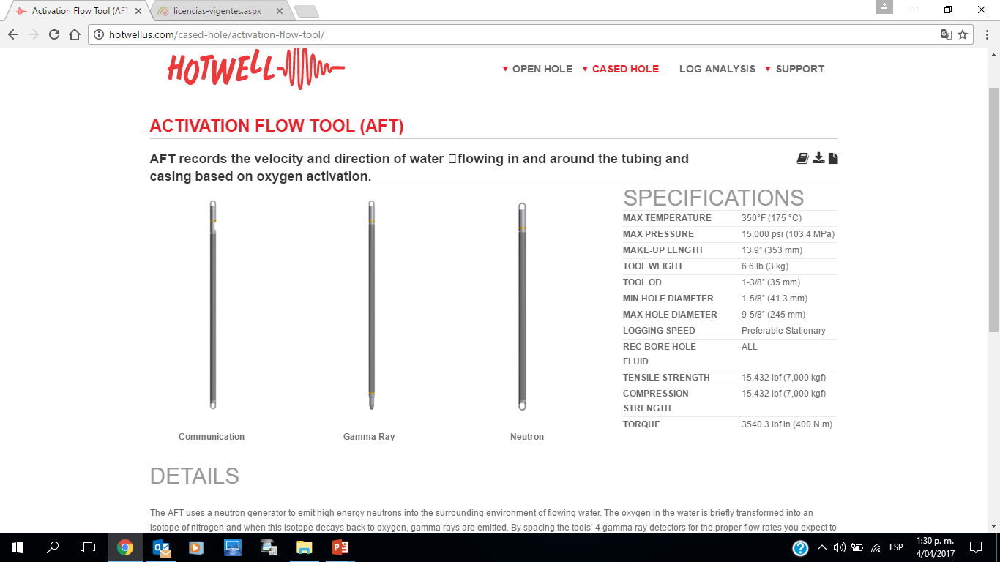 Activation Flow Tool (AFT
licencias-vigentes.aspx
hotwellus.com/cased-hole/activation-flow-tool/
HOTWELL
OPEN HOLE CASED HOLE LOG ANALYSIS SUPPORT
ACTIVATION FLOW TOOL (AFT)
AFT records the velocity and direction of water flowing in and around the tubing and
casing based on oxygen activation.
SPECIFICATIONS
MAX TEMPERATURE 350°F (175 °C)
MAX PRESSURE 15,000 psi (103.4 MPa)
MAKE-UP LENGTH 13.9” (353 mm)
TOOL WEIGHT 6.6 lb (3 kg)
TOOL OD 1-3/8” (35 mm)
MIN HOLE DIAMETER 1-5/8” (41.3 mm)
MAX HOLE DIAMETER 9-5/8” (245 mm)
LOGGING SPEED Preferable Stationary
REC BORE HOLE ALL
FLUID
TENSILE STRENGTH 15,432 lbf (7,000 kgf)
COMPRESSION 15,432 lbf (7,000 kgf)
STRENGTH
TORQUE 3540.3 lbf.in (400 N.m)
Communication Gamma Ray Neutron
DETAILS
The AFT uses a neutron generator to emit high energy neutrons into the surrounding environment of flowing water. The oxygen in the water is briefly transformed into an
isotope of nitrogen and when this isotope decays back to oxygen, gamma rays are emitted. By spacing the tools’ 4 gamma ray detectors for the proper flow rates you expect to
ESP
1:30 p. m.
4/04/2017